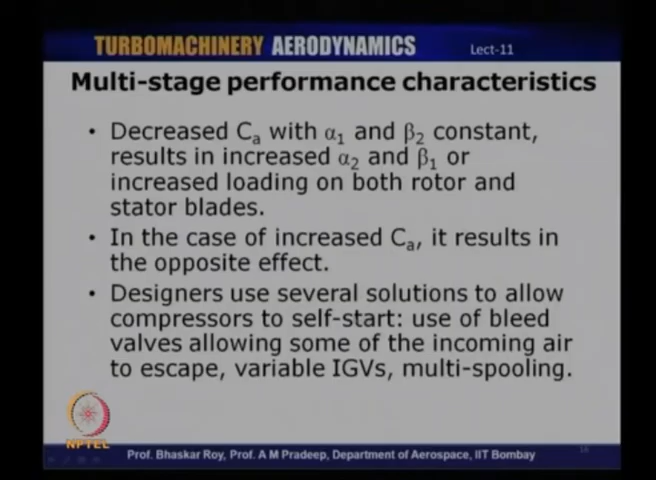 TURBOMACHINERY AERODYNAMICS Lect-11
Multi-stage performance characteristics
• Decreased Ca with α1 and β2 constant,
results in increased α2 and β1 or
increased loading on both rotor and
stator blades.
• In the case of increased Ca, it results in
the opposite effect.
• Designers use several solutions to allow
compressors to self-start: use of bleed
valves allowing some of the incoming air
to escape, variable IGVs, multi-spooling.
NPTEL
Prof. Bhaskar Roy, Prof. A M Pradeep, Department of Aerospace, IIT Bombay